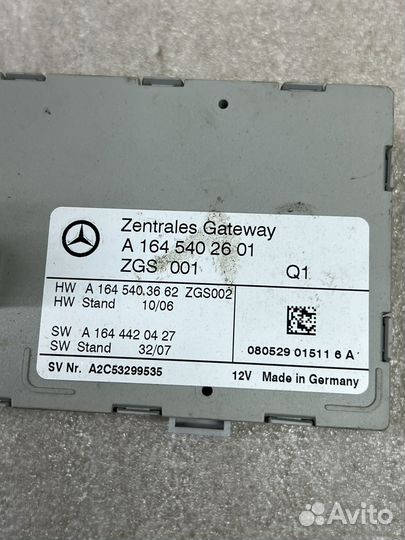 Zentrales Gateway
A 164 540 26 01
ZGS 001 Q1
HW A 164 540 36 62 ZGS002
HW Stand 10/06
SW A 164 442 04 27
SW Stand 32/07
080529 01511 6 A
SV Nr. A2C53299535 12V Made in Germany
Avito